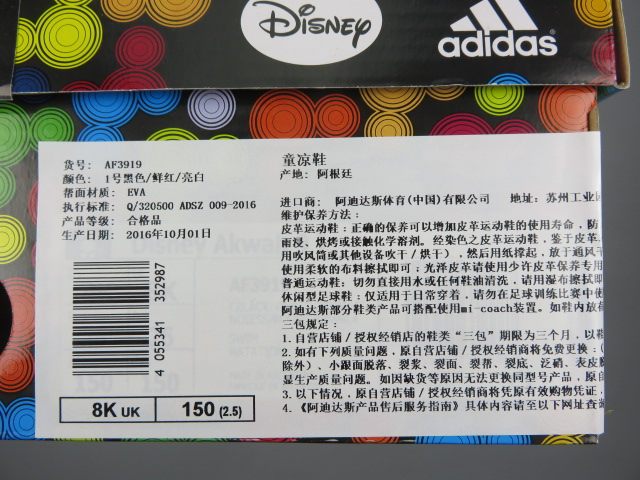 Disney
adidas
货号: AF3919
颜色: 1号黑色/鲜红/亮白
帮面材质: EVA
执行标准: Q/320500 ADSZ 009-2016
产品等级: 合格品
生产日期: 2016年10月01日
4 055341 352987
8K UK
150 (2.5)
童凉鞋
产地: 阿根廷
进口商: 阿迪达斯体育(中国)有限公司 地址: 苏州工业园
维护保养方法:
皮革运动鞋: 正确的保养可以增加皮革运动鞋的使用寿命, 防
雨浸、烘烤或接触化学溶剂。经染色之皮革运动鞋, 鉴于皮革
用吹风筒或其他设备吹干/烘干), 然后用纸撑起, 放于通风
使用柔软的布料擦拭即可; 光泽皮革请使用少许皮革保养专用
普通运动鞋: 切勿直接用水或任何鞋油清洗, 请用湿布擦拭
休闲型足球鞋: 仅适用于日常穿着, 请勿在足球训练比赛中使
阿迪达斯部分鞋类产品可搭配使用mi-coach装置。如鞋内放
三包规定:
1. 自营店铺/授权经销店的鞋类“三包”期限为三个月, 以
2. 如有下列质量问题, 原自营店铺/授权经销商将免费更换: (
除外)、小踝面脱落、裂浆、裂面、裂帮、裂底、泛硝、表皮
显生产质量问题。如因缺货等原因无法更换同型号产品, 原自
3. 以下情况, 原自营店铺/授权经销商将凭原有效购物凭证,
4. 《阿迪达斯产品售后服务指南》具体内容请至以下网址查询